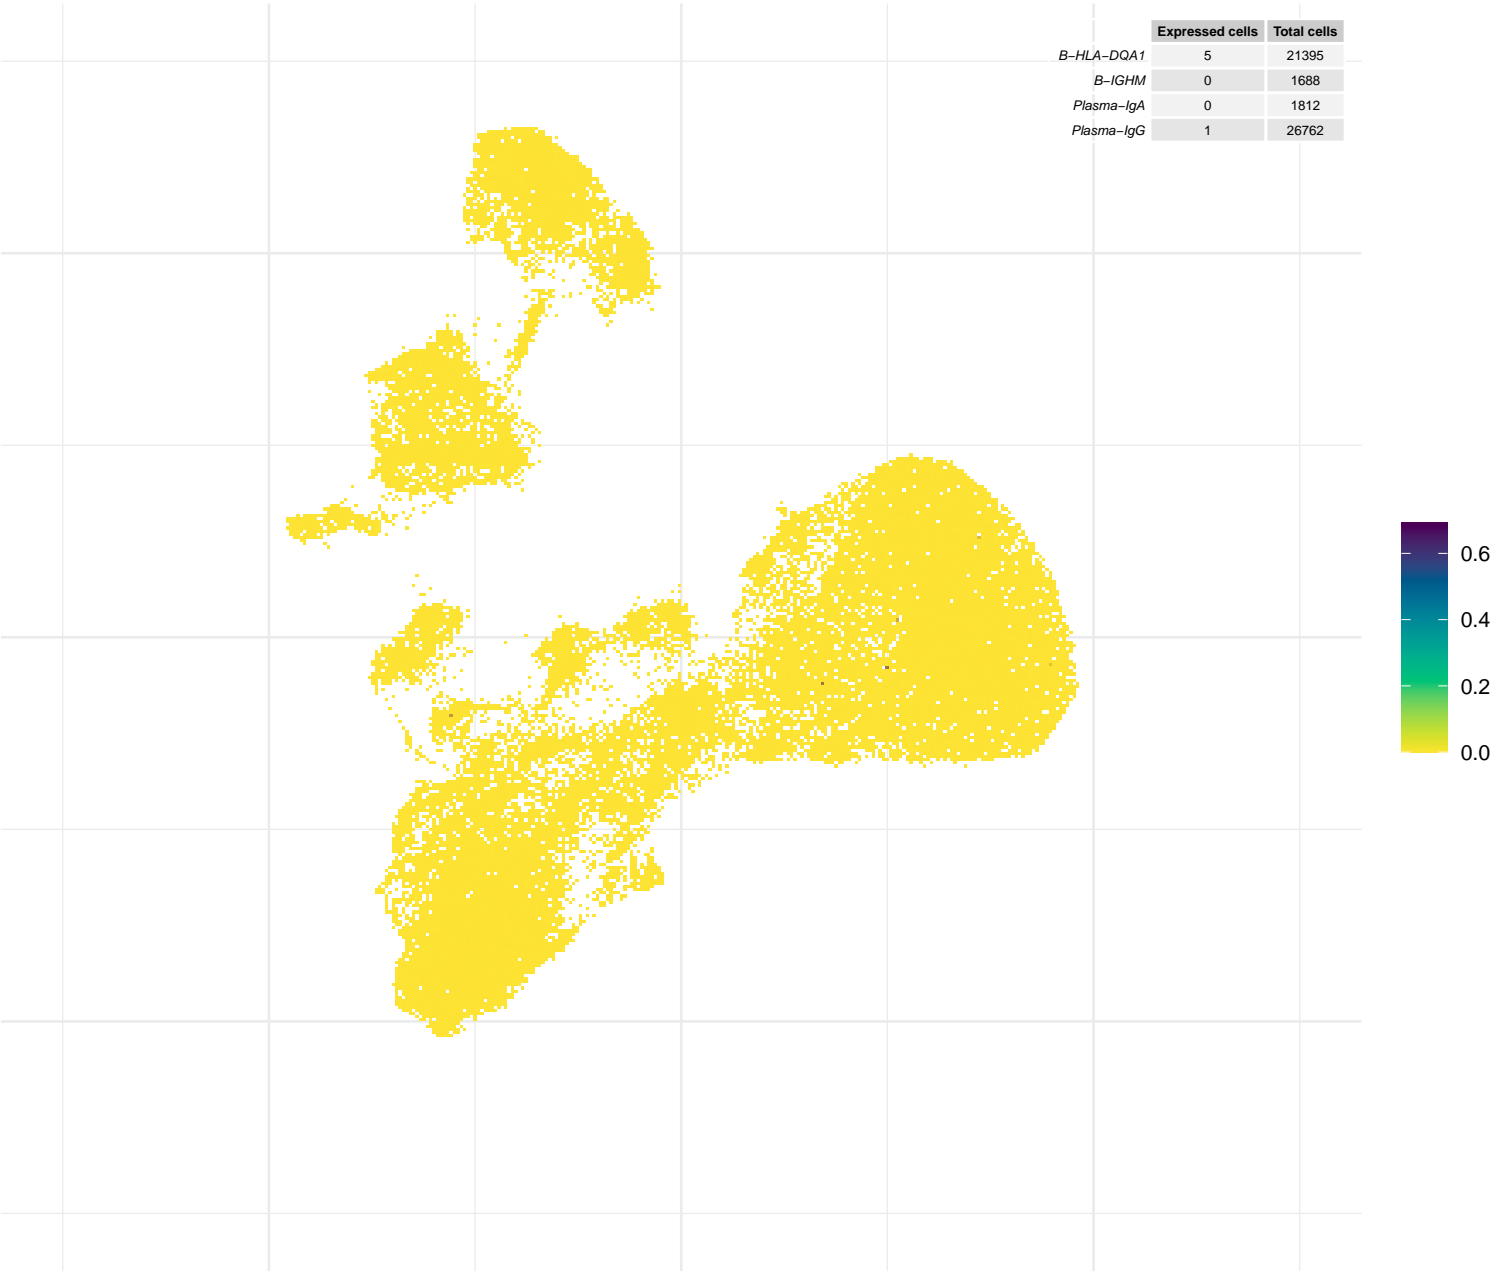 Expressed cells Total cells
B−HLA−DQA1 5 21395
B−IGHM 0 1688
Plasma−IgA 0 1812
Plasma−IgG 1 26762
0.6
0.4
0.2
0.0